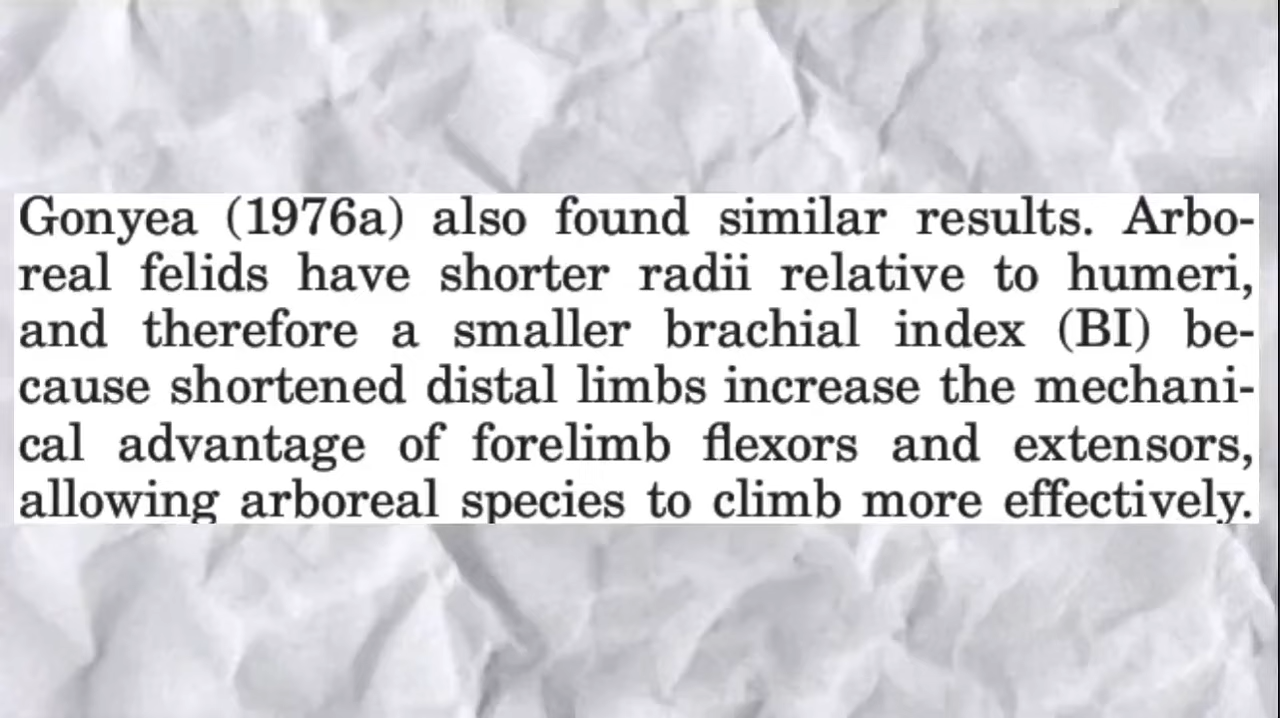 Gonyea (1976a) also found similar results. Arbo-
real felids have shorter radii relative to humeri,
and therefore a smaller brachial index (BI) be-
cause shortened distal limbs increase the mechani-
cal advantage of forelimb flexors and extensors,
allowing arboreal species to climb more effectively.